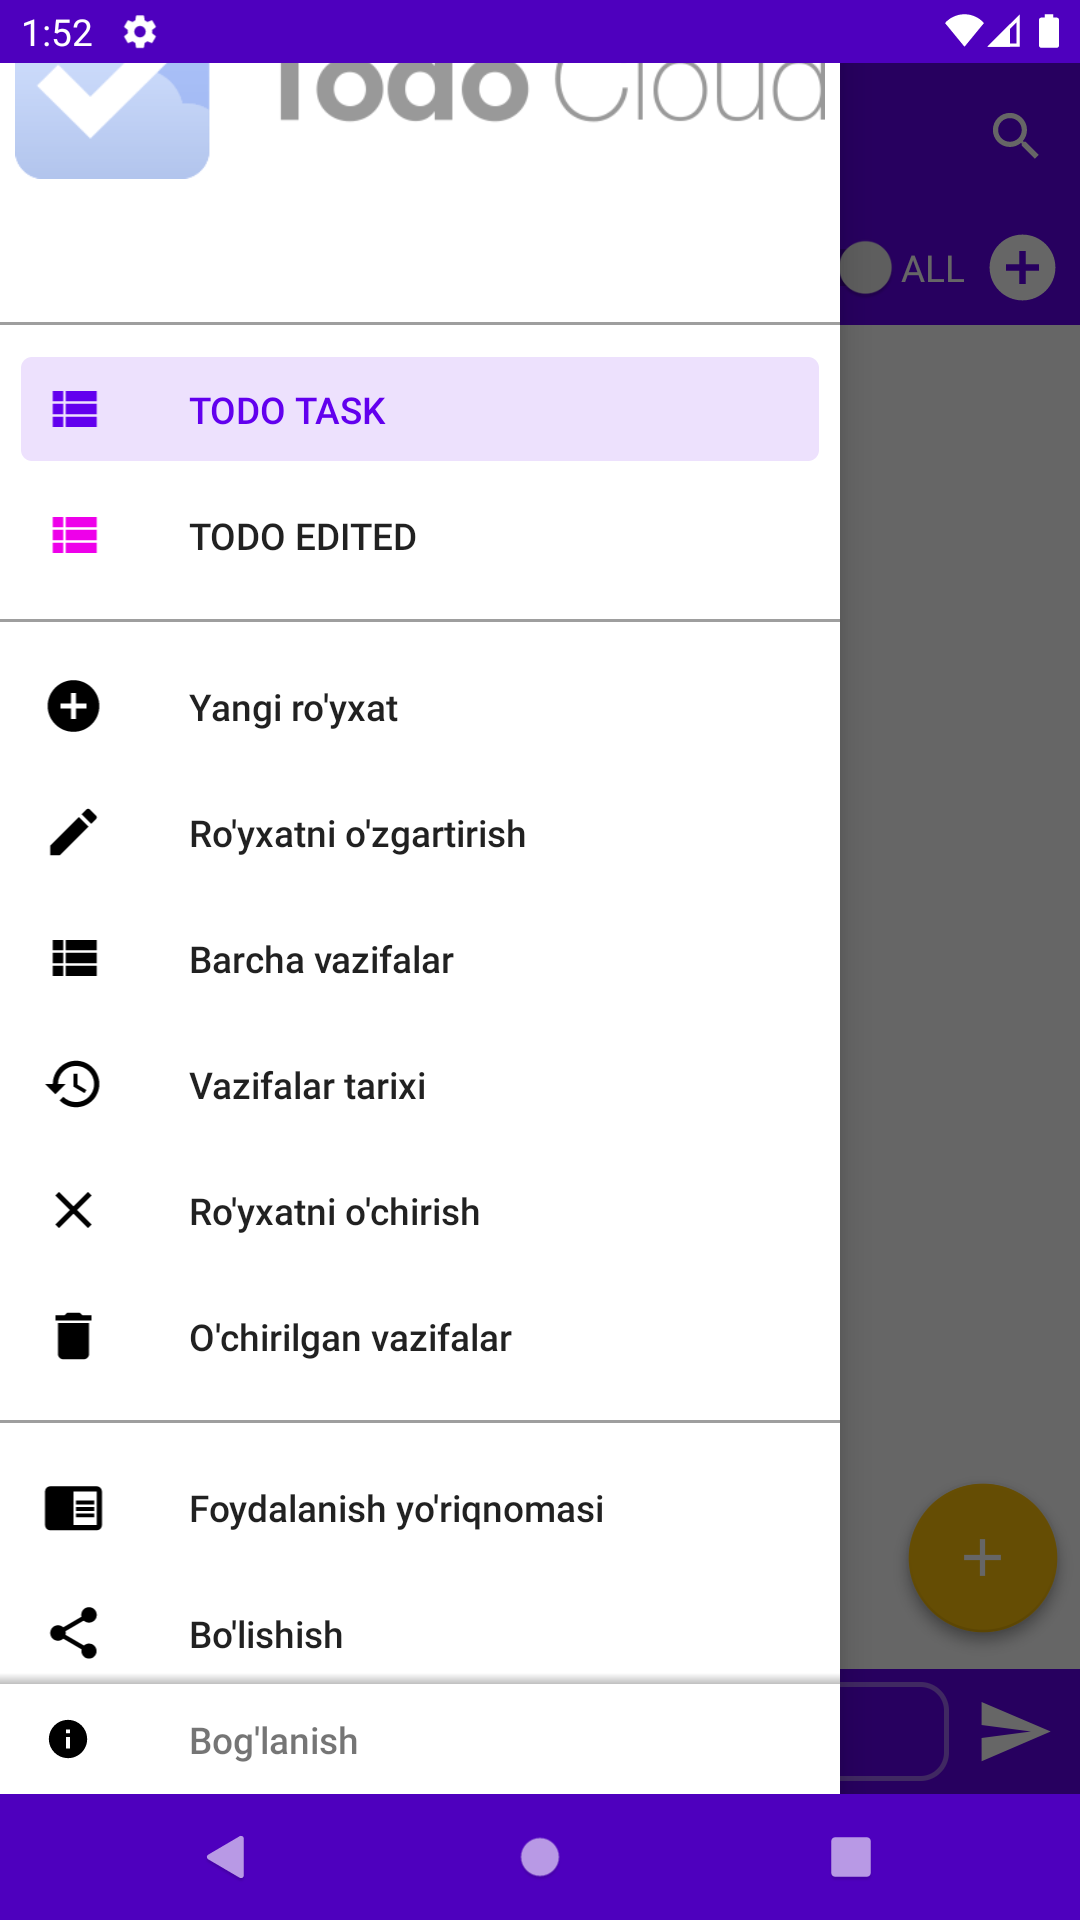 1:52
Todo Cloud
ALL
TODO TASK
TODO EDITED
Yangi ro'yxat
Ro'yxatni o'zgartirish
Barcha vazifalar
Vazifalar tarixi
Ro'yxatni o'chirish
O'chirilgan vazifalar
Foydalanish yo'riqnomasi
Bo'lishish
Bog'lanish